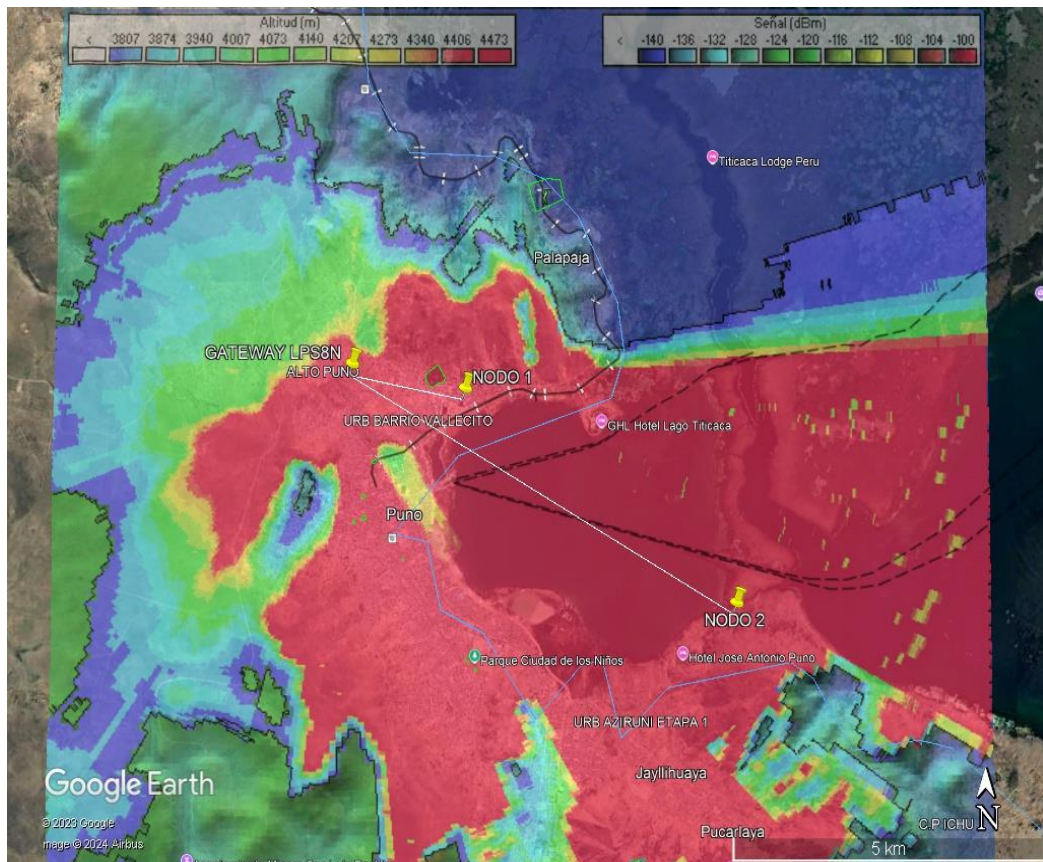 Altitud (m)
< 3807 3874 3940 4007 4073 4140 4207 4273 4340 4406 4473
Señal (dBm)
< -140 -136 -132 -128 -124 -120 -116 -112 -108 -104 -100
Titicaca Lodge Peru
Palapaja
GATEWAY LPS8N
ALTO PUNO
NODO 1
URB BARRIO VALLECITO
GHL Hotel Lago Titicaca
Puno
NODO 2
Parque Ciudad de los Niños
Hotel Jose Antonio Puno
URB AZIRUNI ETAPA 1
Jayllihuaya
Google Earth
© 2023 Google
mage © 2024 Airbus
Pucarlaya
C.P ICHU
N
5 km